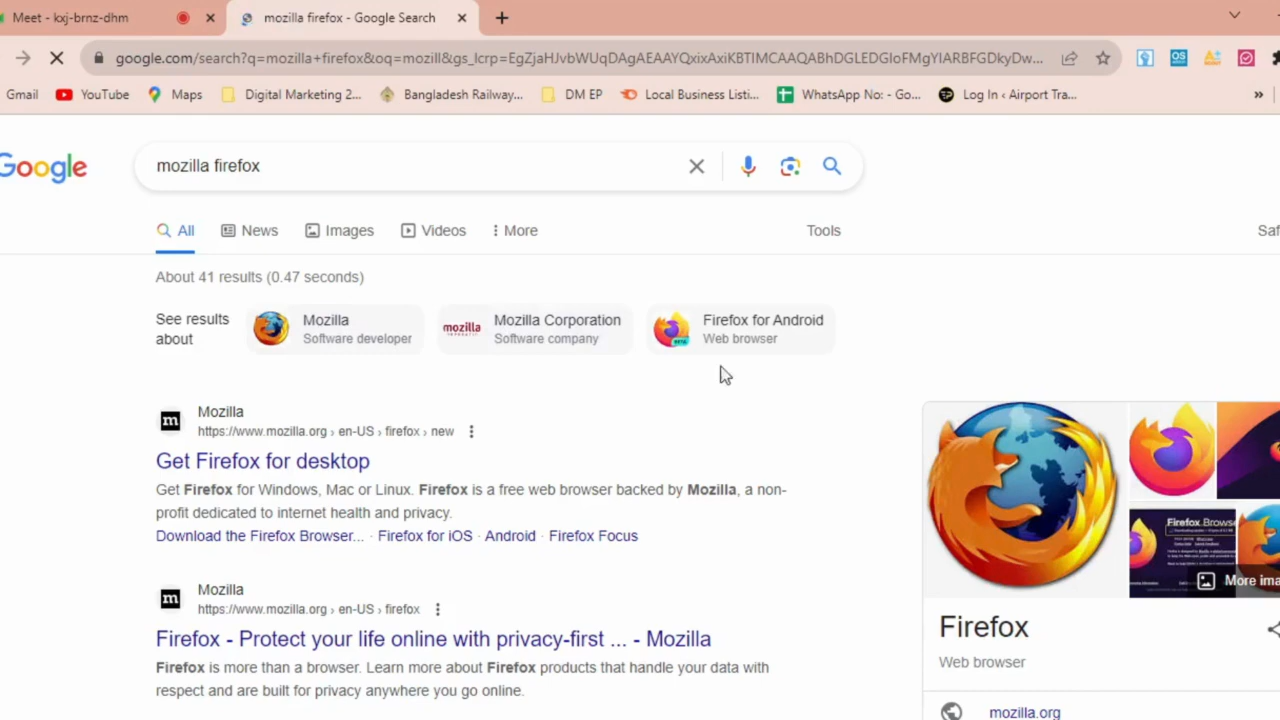 Meet - kxj-brnz-dhm
mozilla firefox - Google Search
google.com/search?q=mozilla+firefox&oq=mozill&gs_lcrp=EgZjaHJvbWUqDAgAEAAYQxixAxiKBTIMCAAQABhDGLEDGIoFMgYIARBFGDkyDw...
Gmail
YouTube
Maps
Digital Marketing 2...
Bangladesh Railway...
DM EP
Local Business Listi...
WhatsApp No: - Go...
Log In ‹ Airport Tra...
»
Google
mozilla firefox
All
News
Images
Videos
More
Tools
Saf
About 41 results (0.47 seconds)
See results
about
Mozilla
Software developer
mozilla
Mozilla Corporation
Software company
Firefox for Android
Web browser
m
Mozilla
https://www.mozilla.org › en-US › firefox › new
Get Firefox for desktop
Get Firefox for Windows, Mac or Linux. Firefox is a free web browser backed by Mozilla, a non-
profit dedicated to internet health and privacy.
Download the Firefox Browser... · Firefox for iOS · Android · Firefox Focus
m
Mozilla
https://www.mozilla.org › en-US › firefox
Firefox - Protect your life online with privacy-first ... - Mozilla
Firefox is more than a browser. Learn more about Firefox products that handle your data with
respect and are built for privacy anywhere you go online.
Firefox Brows
More ima
Firefox
Web browser
mozilla.org